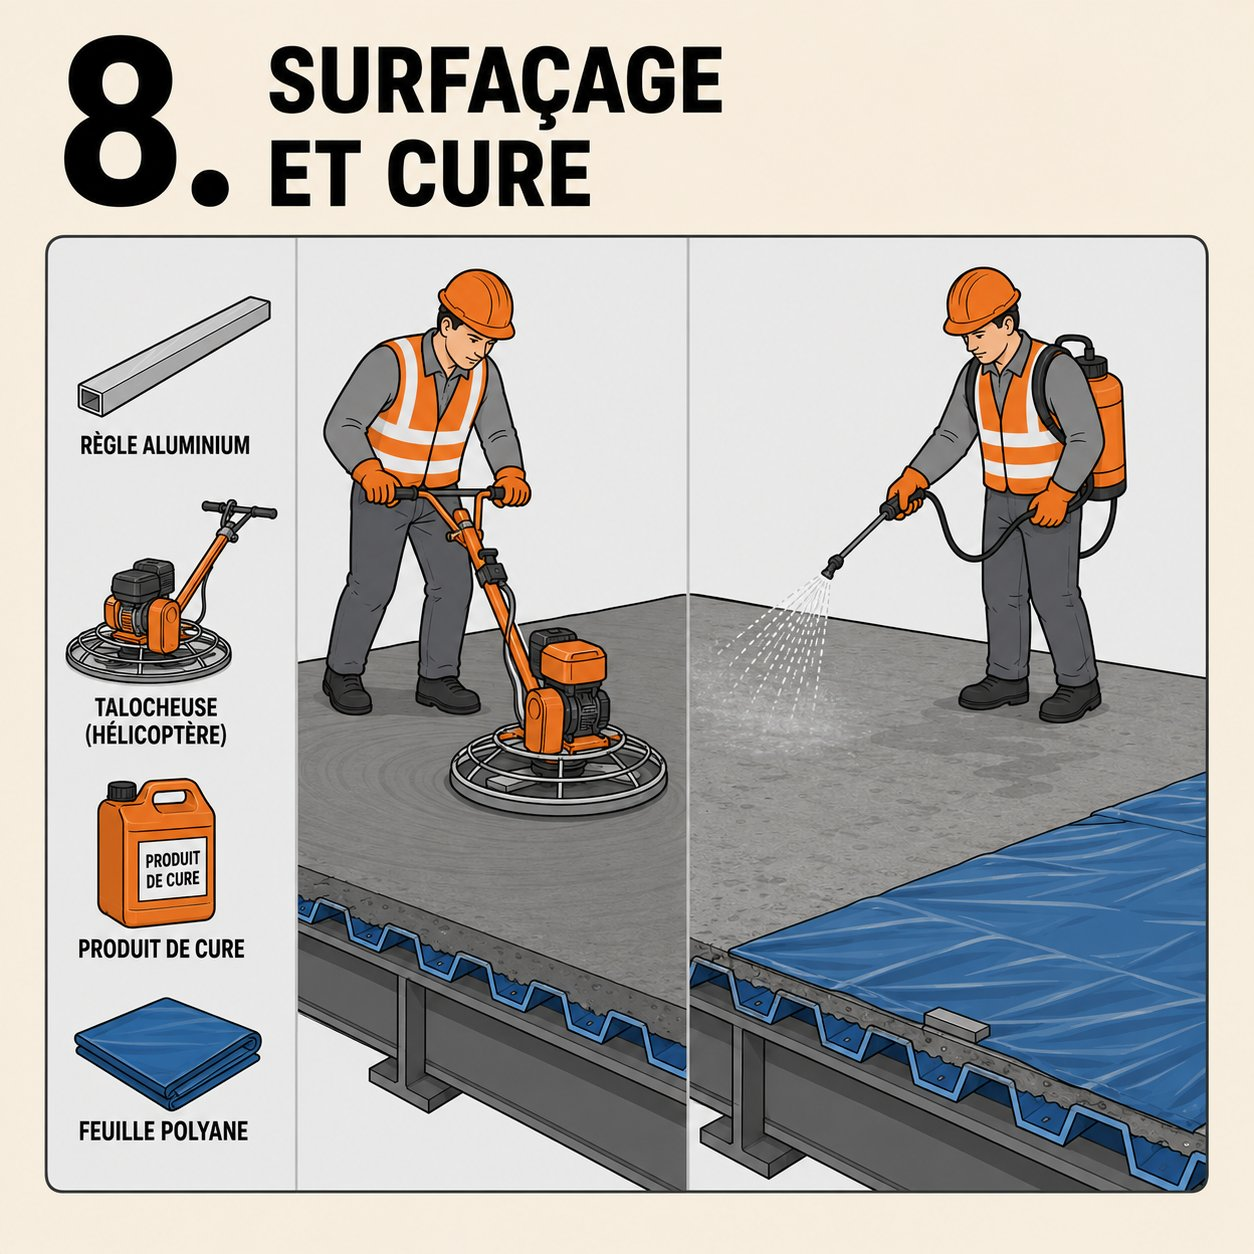 8. SURFAÇAGE
ET CURE
RÈGLE ALUMINIUM
TALOCHEUSE
(HÉLICOPTÈRE)
PRODUIT
DE CURE
PRODUIT DE CURE
FEUILLE POLYANE